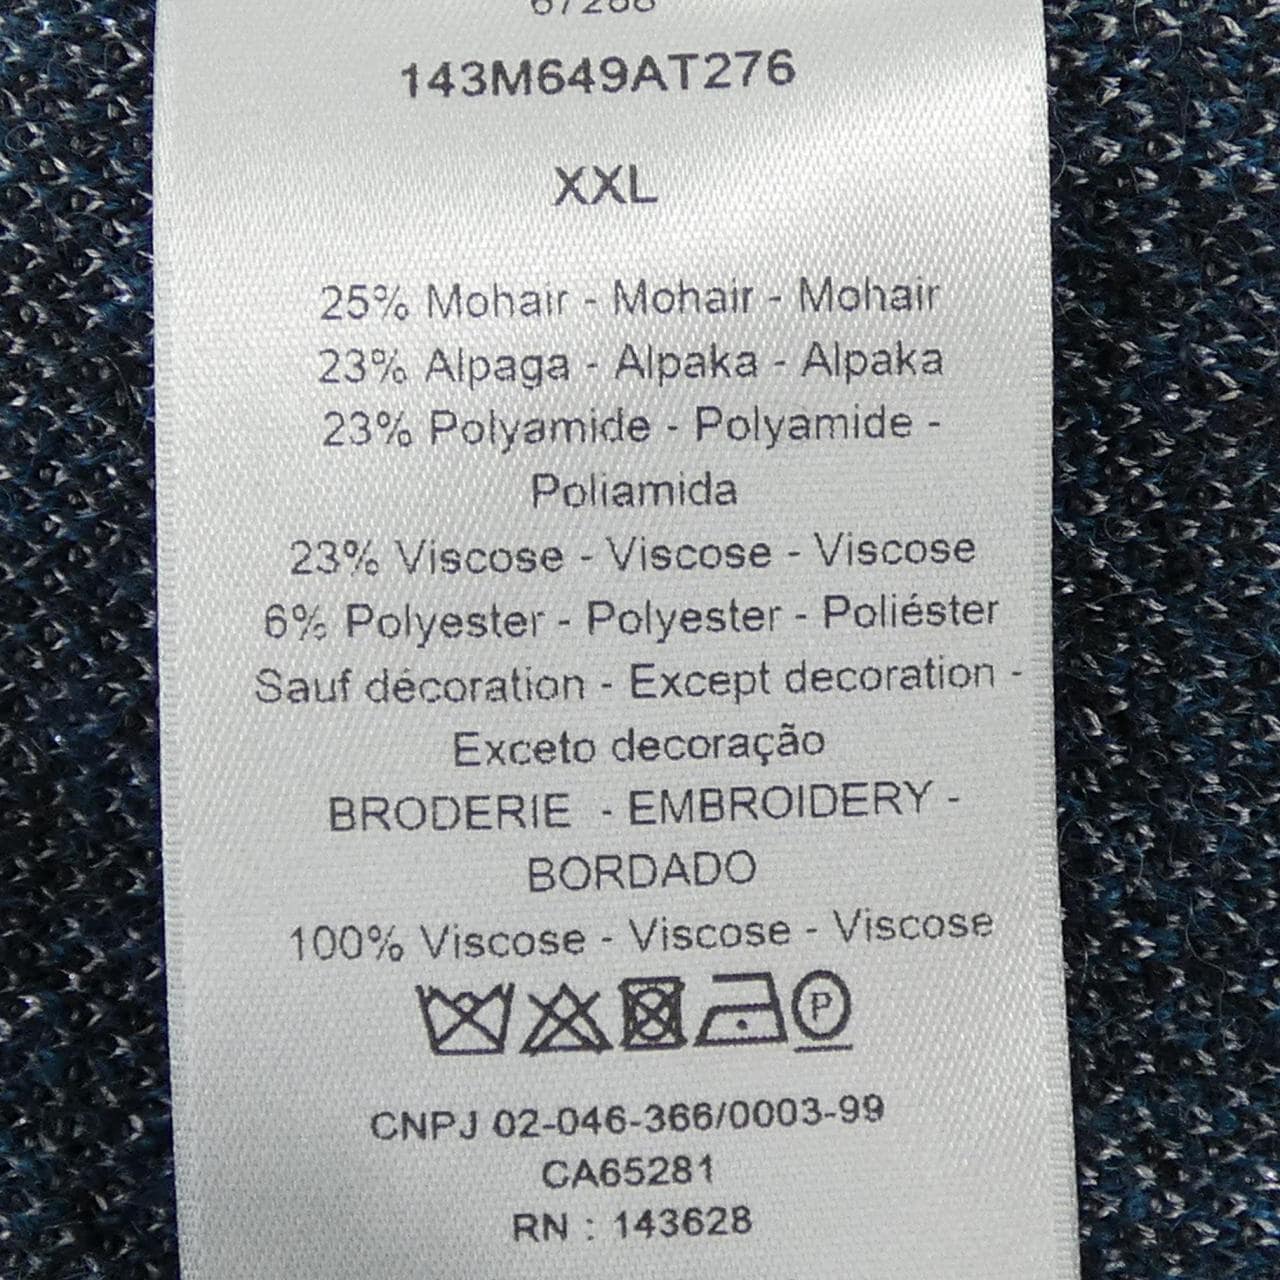 143M649AT276
XXL
25% Mohair - Mohair - Mohair
23% Alpaga - Alpaka - Alpaka
23% Polyamide - Polyamide -
Poliamida
23% Viscose - Viscose - Viscose
6% Polyester - Polyester - Poliéster
Sauf décoration - Except decoration -
Exceto decoração
BRODERIE - EMBROIDERY -
BORDADO
100% Viscose - Viscose - Viscose
P
CNPJ 02-046-366/0003-99
CA65281
RN : 143628